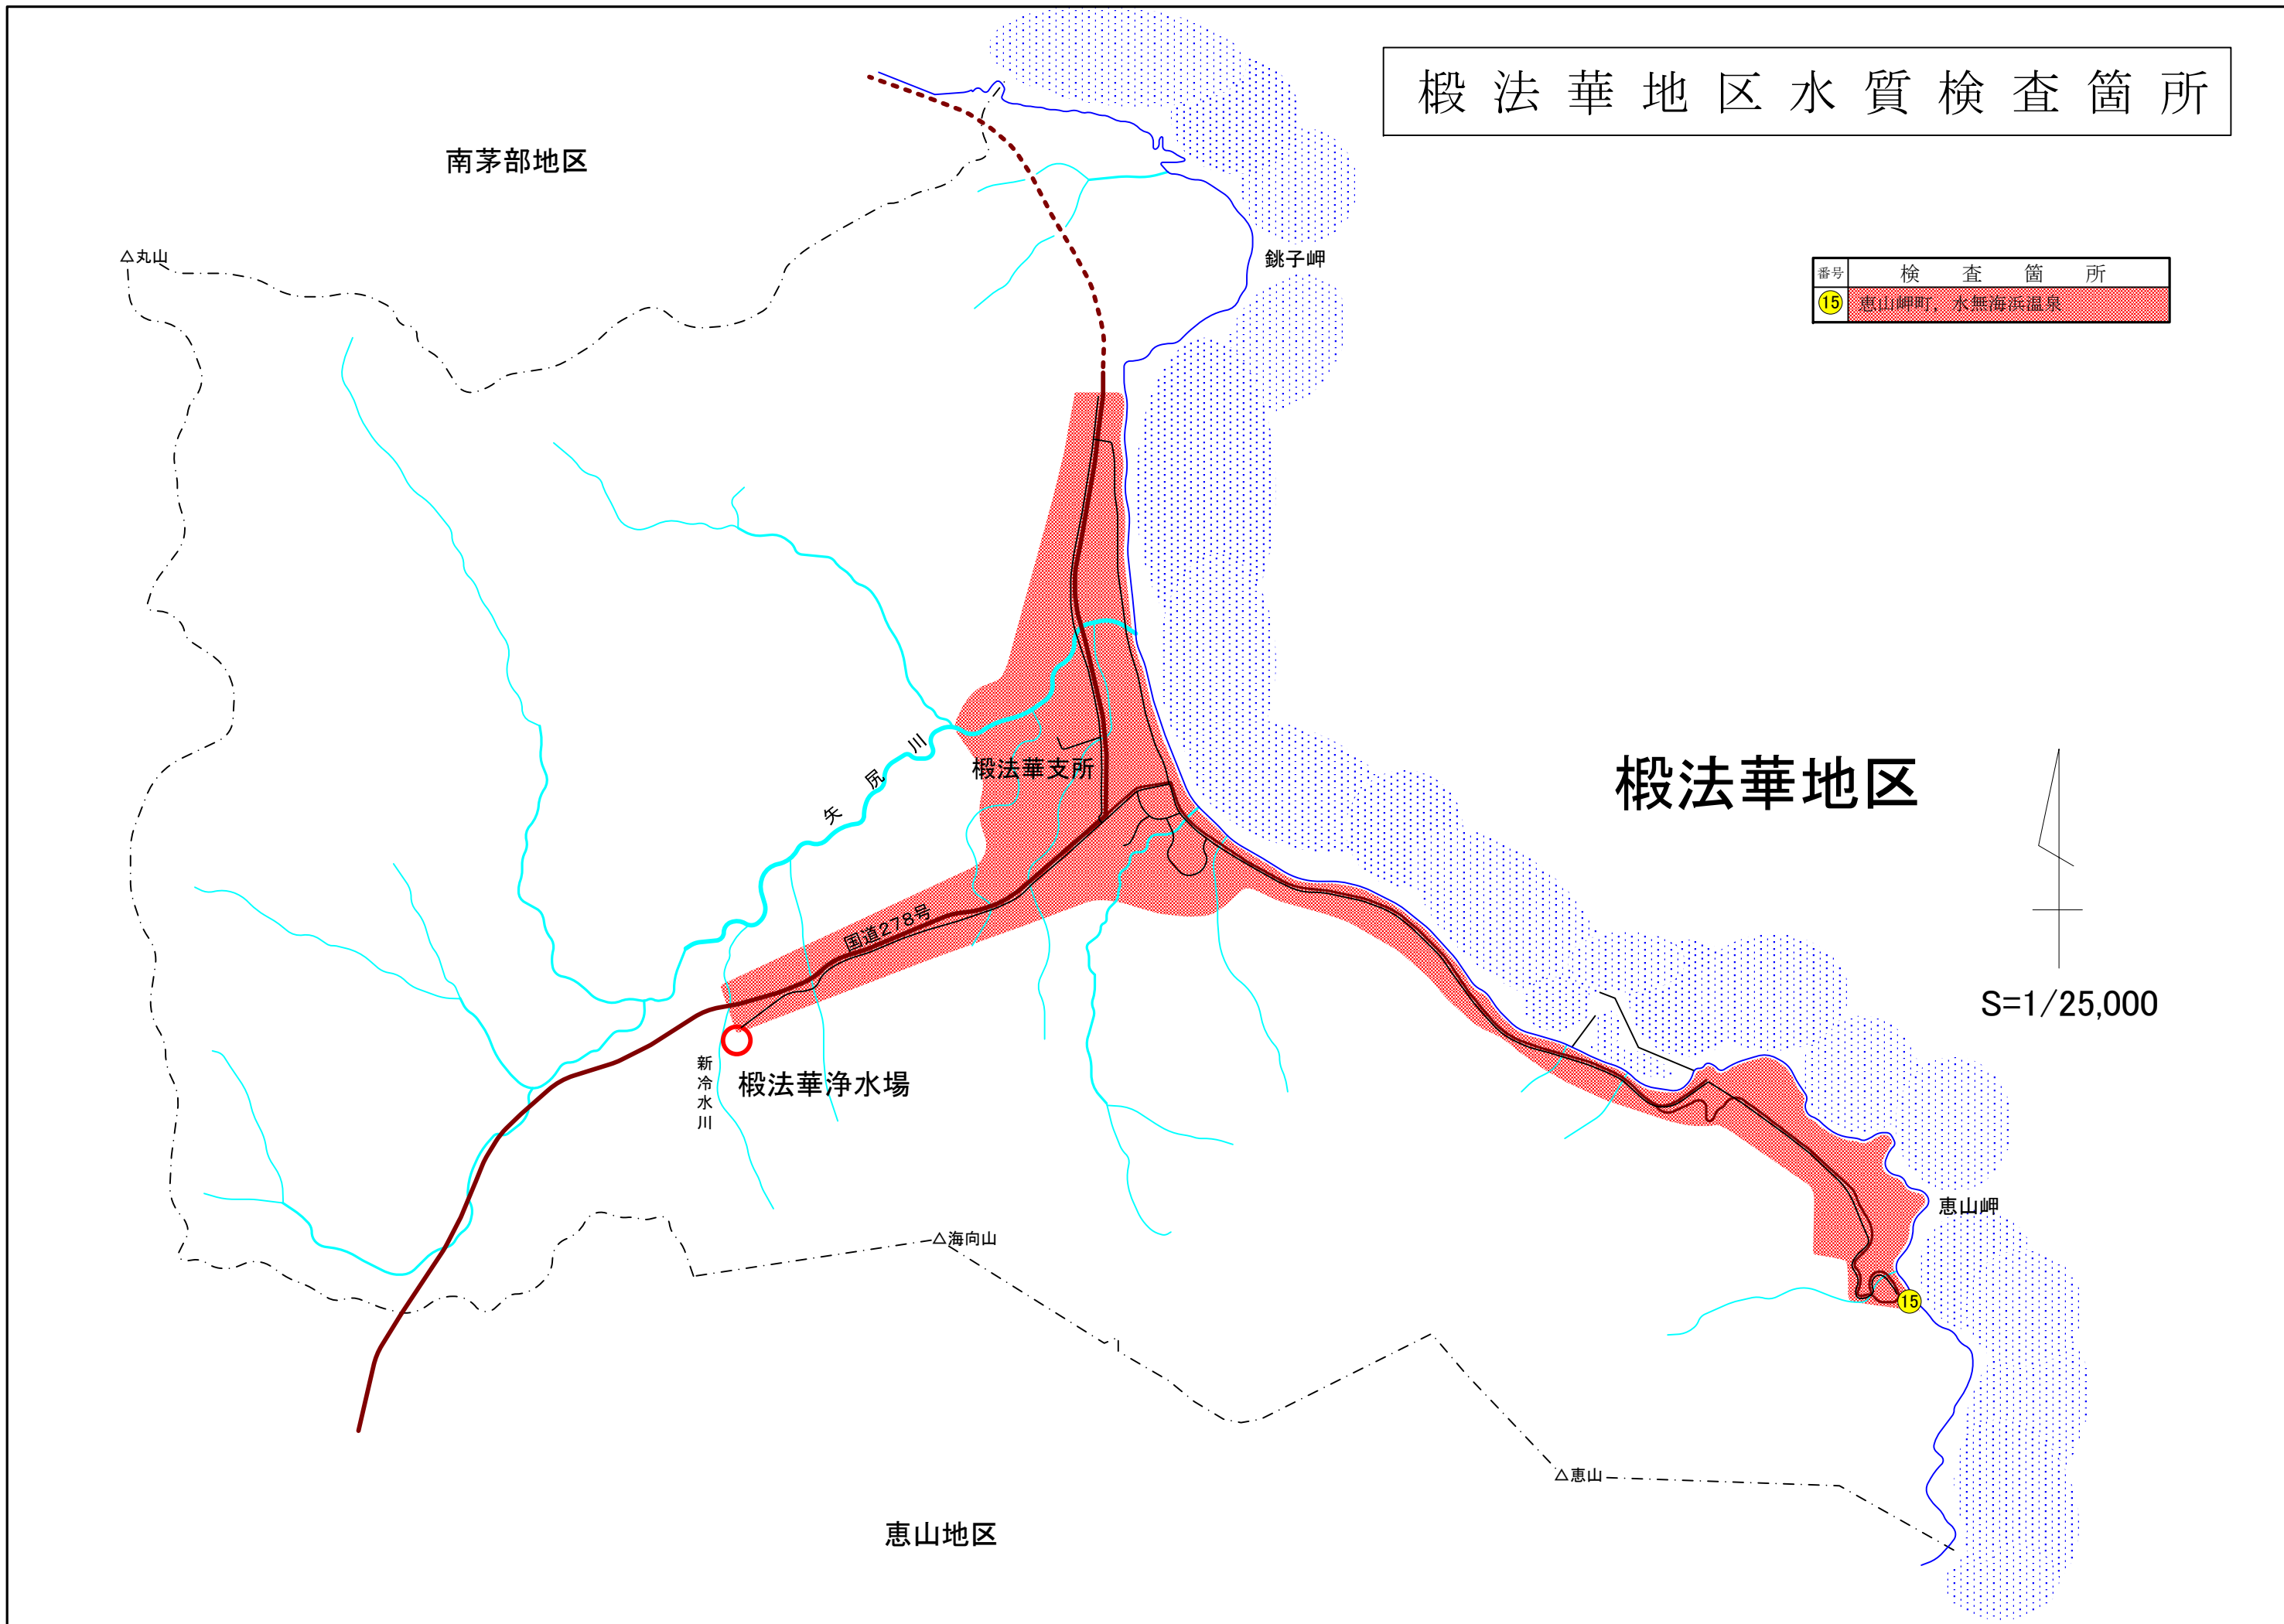 椴法華地区水質検査箇所
南茅部地区
△丸山
銚子岬
番号 検査箇所
15 恵山岬町，水無海浜温泉
椴法華地区
川
尻
矢
椴法華支所
国道278号
S=1/25,000
新冷水川
椴法華浄水場
恵山岬
△海向山
15
△恵山
恵山地区